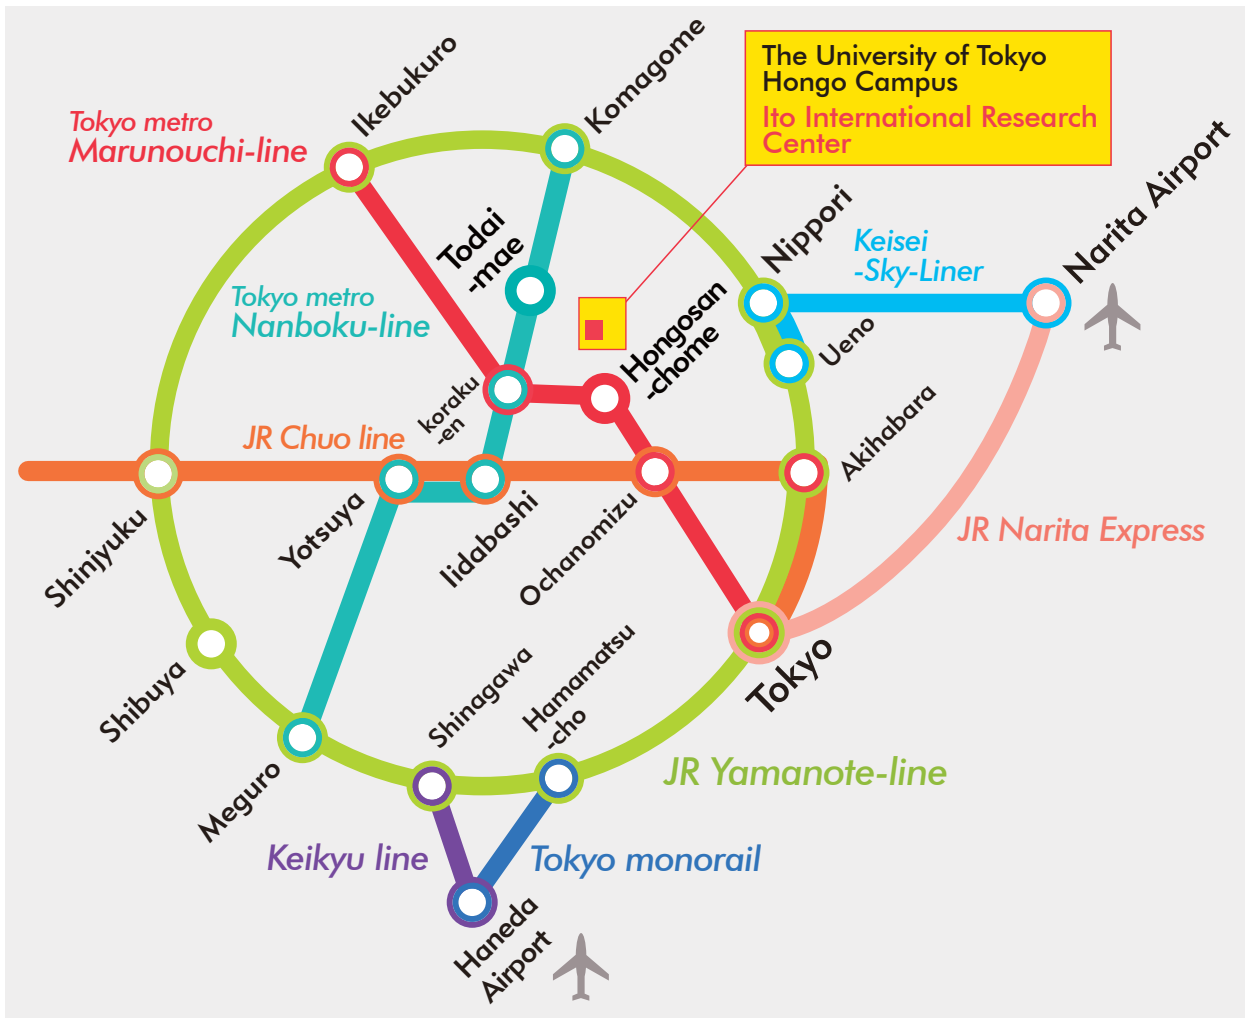 Ikebukuro
Komagome
The University of Tokyo
Hongo Campus
Ito International Research
Center
Tokyo metro
Marunouchi-line
Narita Airport
Nippori
Todai
-mae
Keisei
-Sky-Liner
Tokyo metro
Nanboku-line
Hongosan
-chome
Ueno
koraku
-en
Akihabara
JR Chuo line
Shinjyuku
Yotsuya
Iidabashi
Ochanomizu
JR Narita Express
Shibuya
Tokyo
Shinagawa
Hamamatsu
-cho
Meguro
JR Yamanote-line
Keikyu line
Tokyo monorail
Haneda
Airport